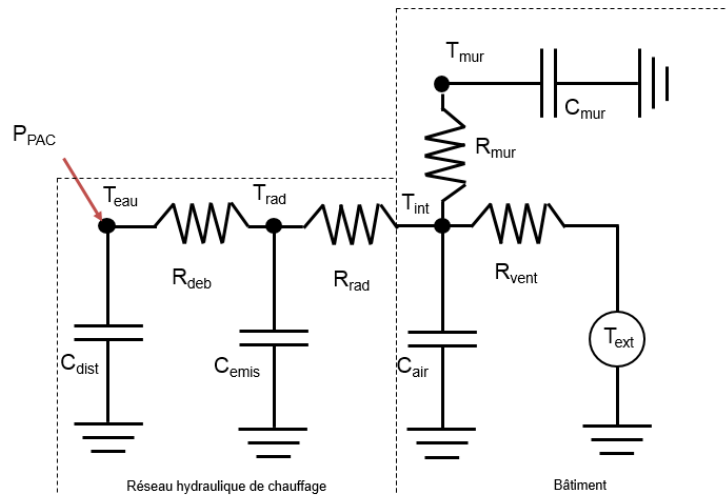 T_mur
C_mur
P_PAC
R_mur
T_eau
T_rad
T_int
R_deb
R_rad
R_vent
T_ext
C_dist
C_emis
C_air
Réseau hydraulique de chauffage
Bâtiment